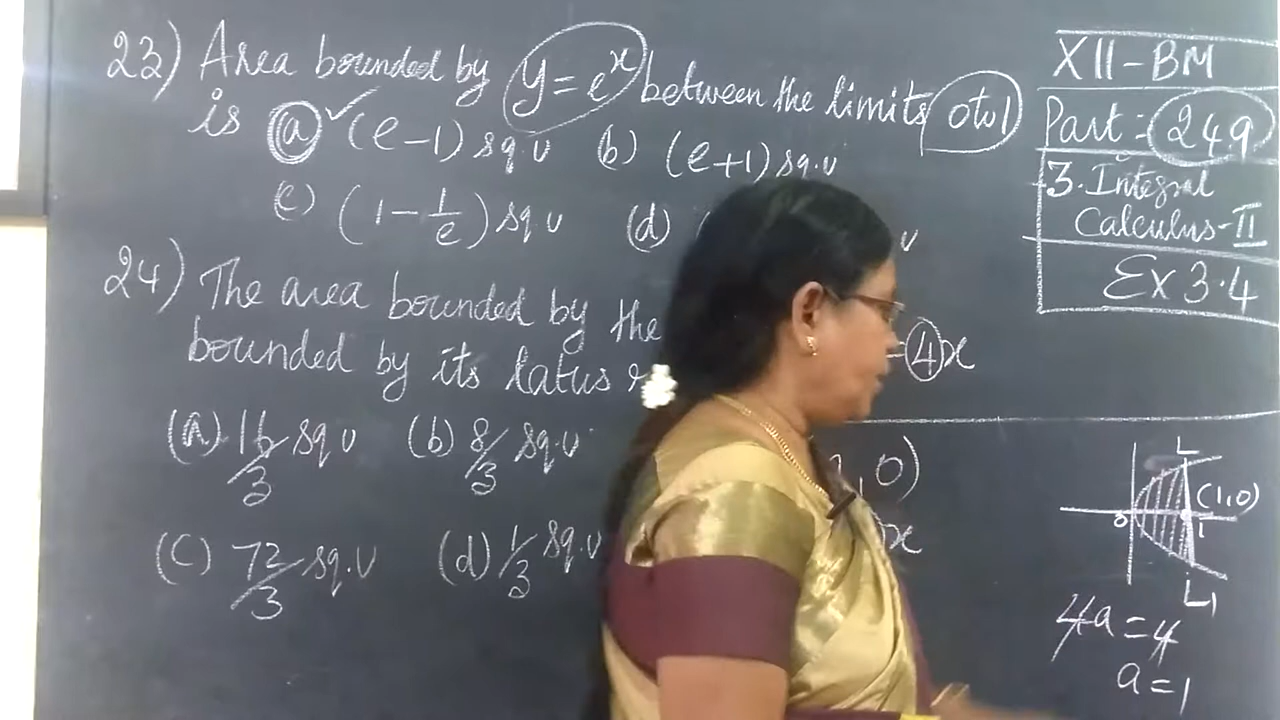 23) Area bounded by y = e^x between the limits 0 to 1
is (a) ✓ (e-1) sq.u b) (e+1) sq.u
c) (1 - 1/e) sq.u (d)
24) The area bounded by the = 4x
bounded by its latus
(a) 16/3 sq u (b) 8/3 sq.u
(c) 72/3 sq.u (d) 1/3 sq.u
, 0)
x
XII-BM
Part: 249
3. Integral
Calculus-II
Ex 3.4
L
(1,0)
0
1
L1
4a = 4
a = 1